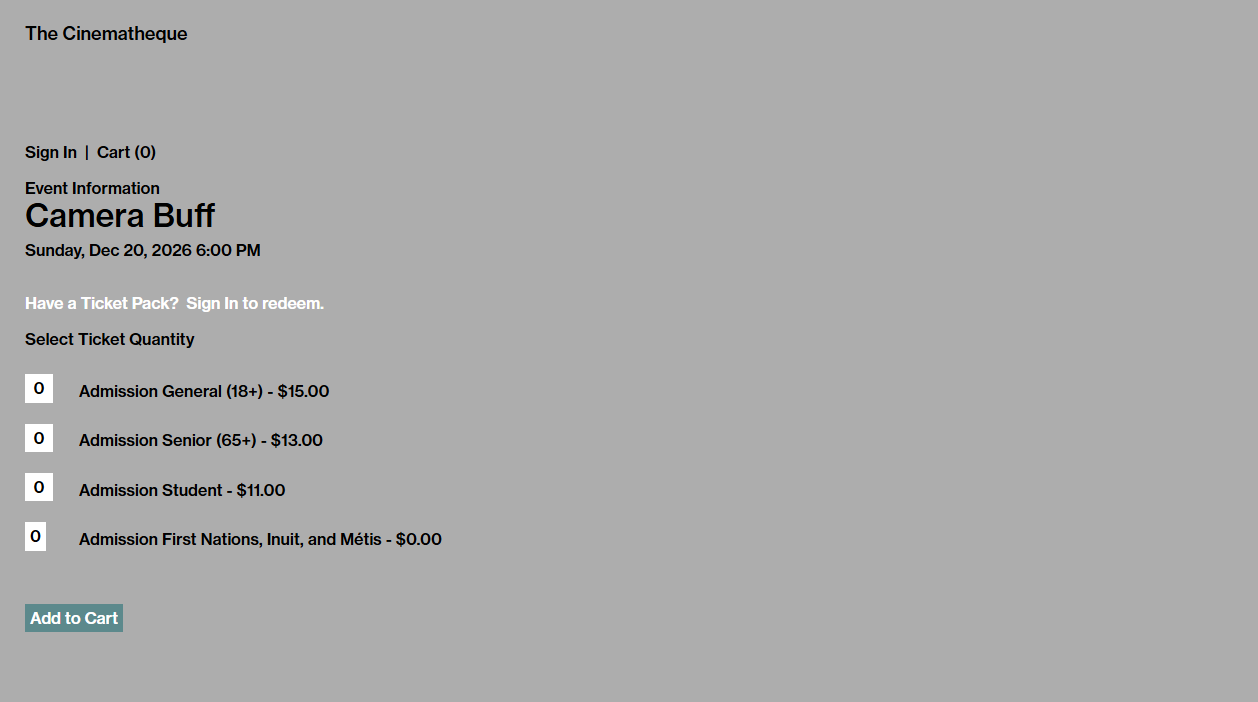 The Cinematheque
Sign In | Cart (0)
Event Information
Camera Buff
Sunday, Dec 20, 2026 6:00 PM
Have a Ticket Pack? Sign In to redeem.
Select Ticket Quantity
0 Admission General (18+) - $15.00
0 Admission Senior (65+) - $13.00
0 Admission Student - $11.00
0 Admission First Nations, Inuit, and Métis - $0.00
Add to Cart